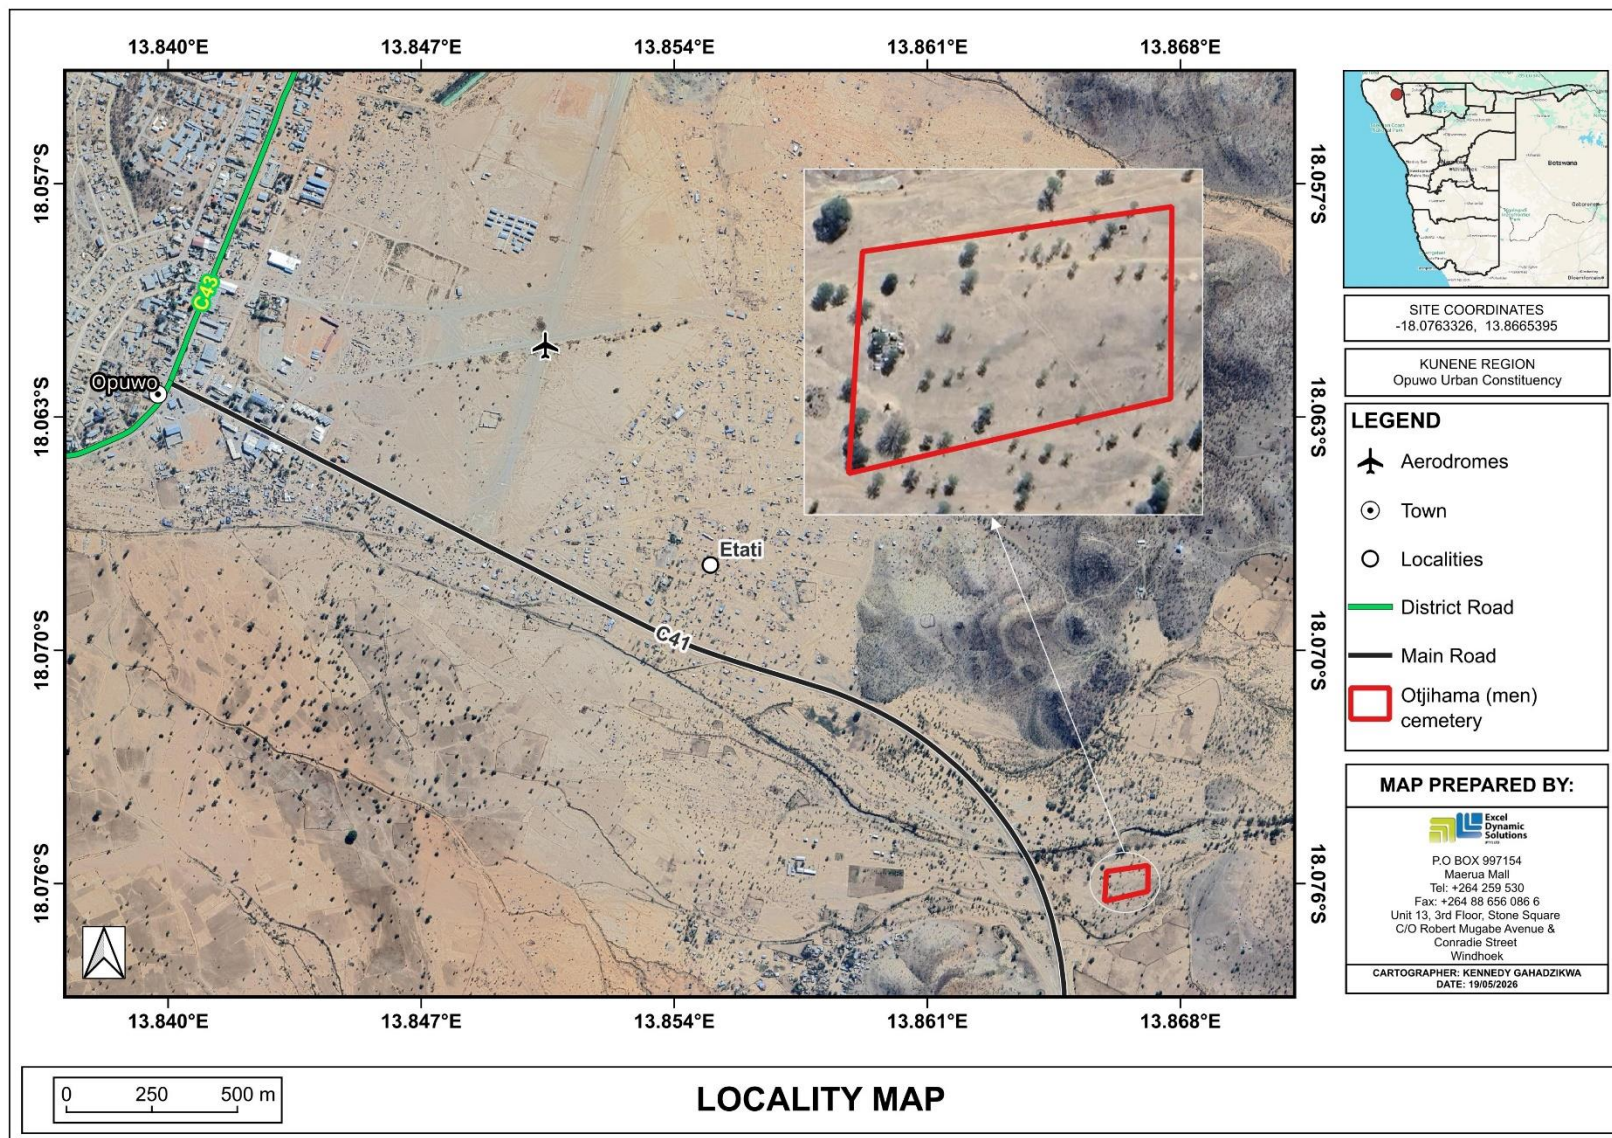 13.840°E 13.847°E 13.854°E 13.861°E 13.868°E
18.057°S
18.063°S
18.070°S
18.076°S
C43
Opuwo
Etati
C41
18.057°S
18.063°S
18.070°S
18.076°S
13.840°E 13.847°E 13.854°E 13.861°E 13.868°E
Botswana
SITE COORDINATES
-18.0763326, 13.8665395
KUNENE REGION
Opuwo Urban Constituency
LEGEND
Aerodromes
Town
Localities
District Road
Main Road
Otjihama (men)
cemetery
MAP PREPARED BY:
Excel
Dynamic
Solutions
P.O BOX 997154
Maerua Mall
Tel: +264 259 530
Fax: +264 88 656 086 6
Unit 13, 3rd Floor, Stone Square
C/O Robert Mugabe Avenue &
Conradie Street
Windhoek
CARTOGRAPHER: KENNEDY GAHADZIKWA
DATE: 19/05/2026
0 250 500 m
LOCALITY MAP